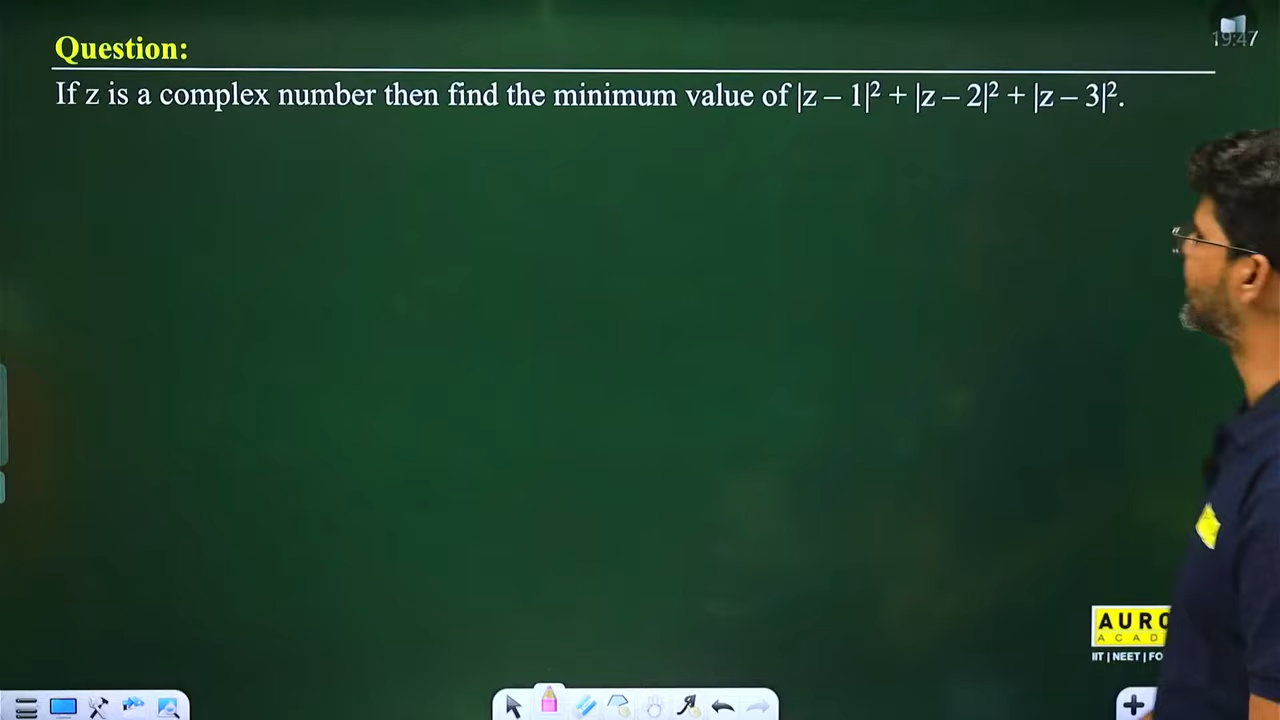 19:47
Question:
If z is a complex number then find the minimum value of |z – 1|² + |z – 2|² + |z – 3|².
AURO
ACAD
IIT | NEET | FO